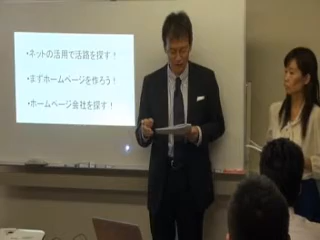 ・ネットの活用で活路を探す！
・まずホームページを作ろう！
・ホームページ会社を探す！